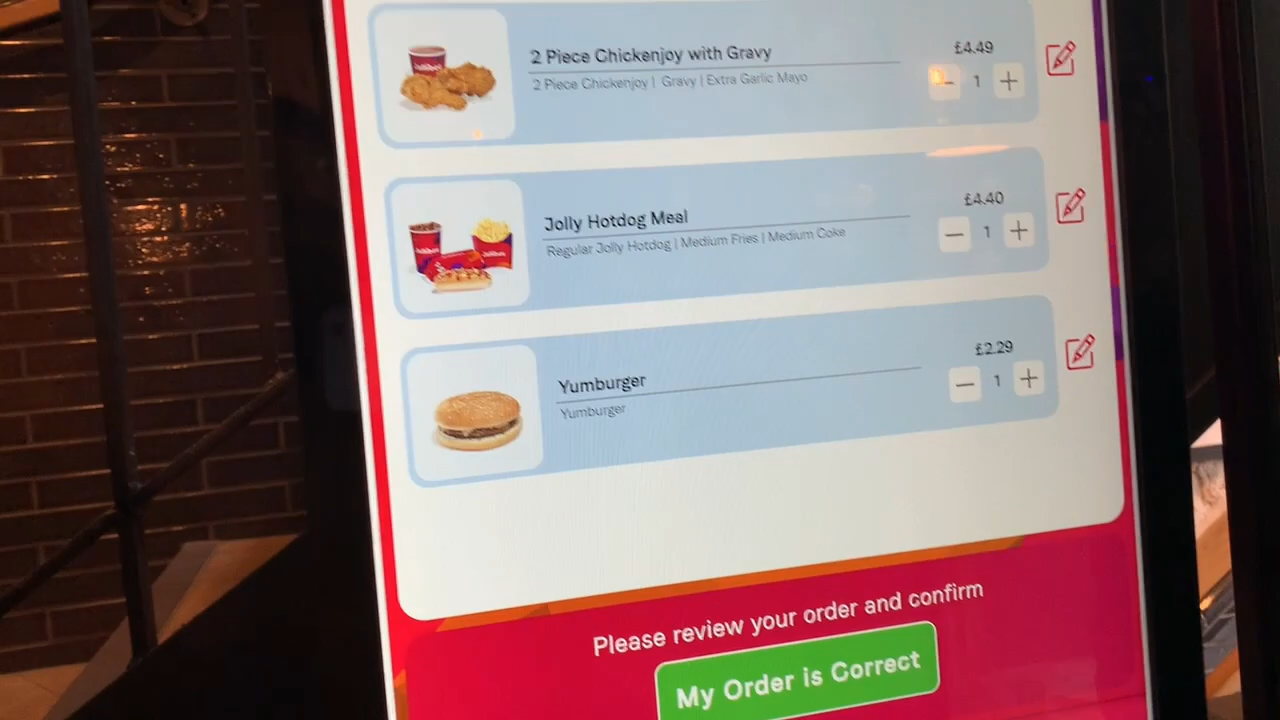 2 Piece Chickenjoy with Gravy
£4.49
2 Piece Chickenjoy | Gravy | Extra Garlic Mayo
1
Jolly Hotdog Meal
£4.40
Regular Jolly Hotdog | Medium Fries | Medium Coke
1
Yumburger
£2.29
Yumburger
1
Please review your order and confirm
My Order is Correct